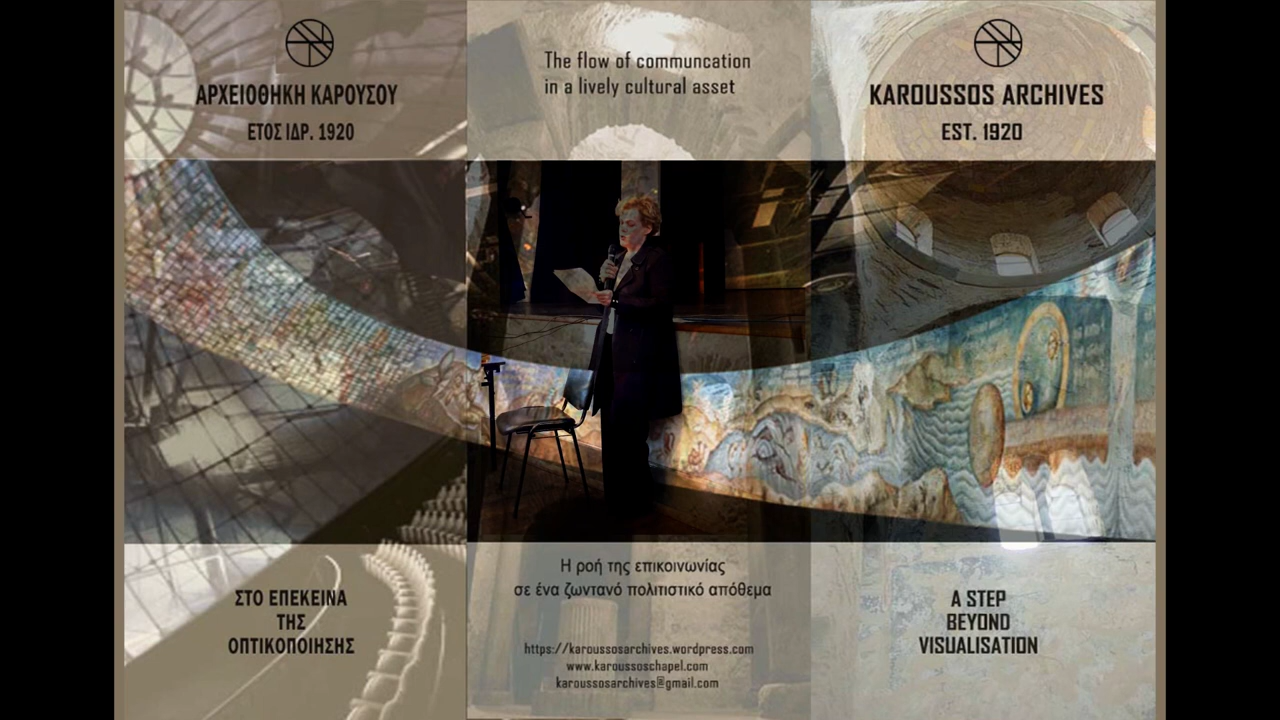 ΑΡΧΕΙΟΘΗΚΗ ΚΑΡΟΥΣΟΥ
ΕΤΟΣ ΙΔΡ. 1920
The flow of communcation
in a lively cultural asset
KAROUSSOS ARCHIVES
EST. 1920
ΣΤΟ ΕΠΕΚΕΙΝΑ
ΤΗΣ
ΟΠΤΙΚΟΠΟΙΗΣΗΣ
Η ροή της επικοινωνίας
σε ένα ζωντανό πολιτιστικό απόθεμα
https://karoussosarchives.wordpress.com
www.karoussoschapel.com
karoussosarchives@gmail.com
A STEP
BEYOND
VISUALISATION